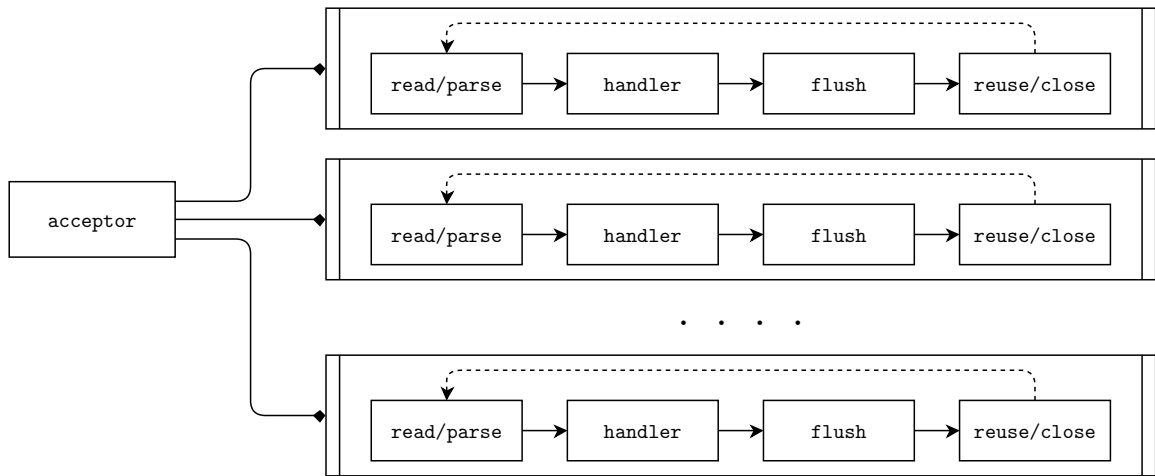 read/parse handler flush reuse/close
acceptor
read/parse handler flush reuse/close
. . . .
read/parse handler flush reuse/close